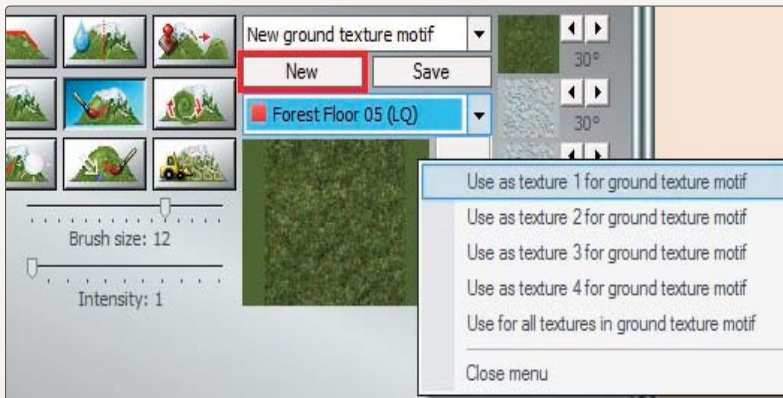 New ground texture motif
30°
New Save
30°
Forest Floor 05 (LQ)
Use as texture 1 for ground texture motif
Use as texture 2 for ground texture motif
Use as texture 3 for ground texture motif
Use as texture 4 for ground texture motif
Use for all textures in ground texture motif
Close menu
Brush size: 12
Intensity: 1